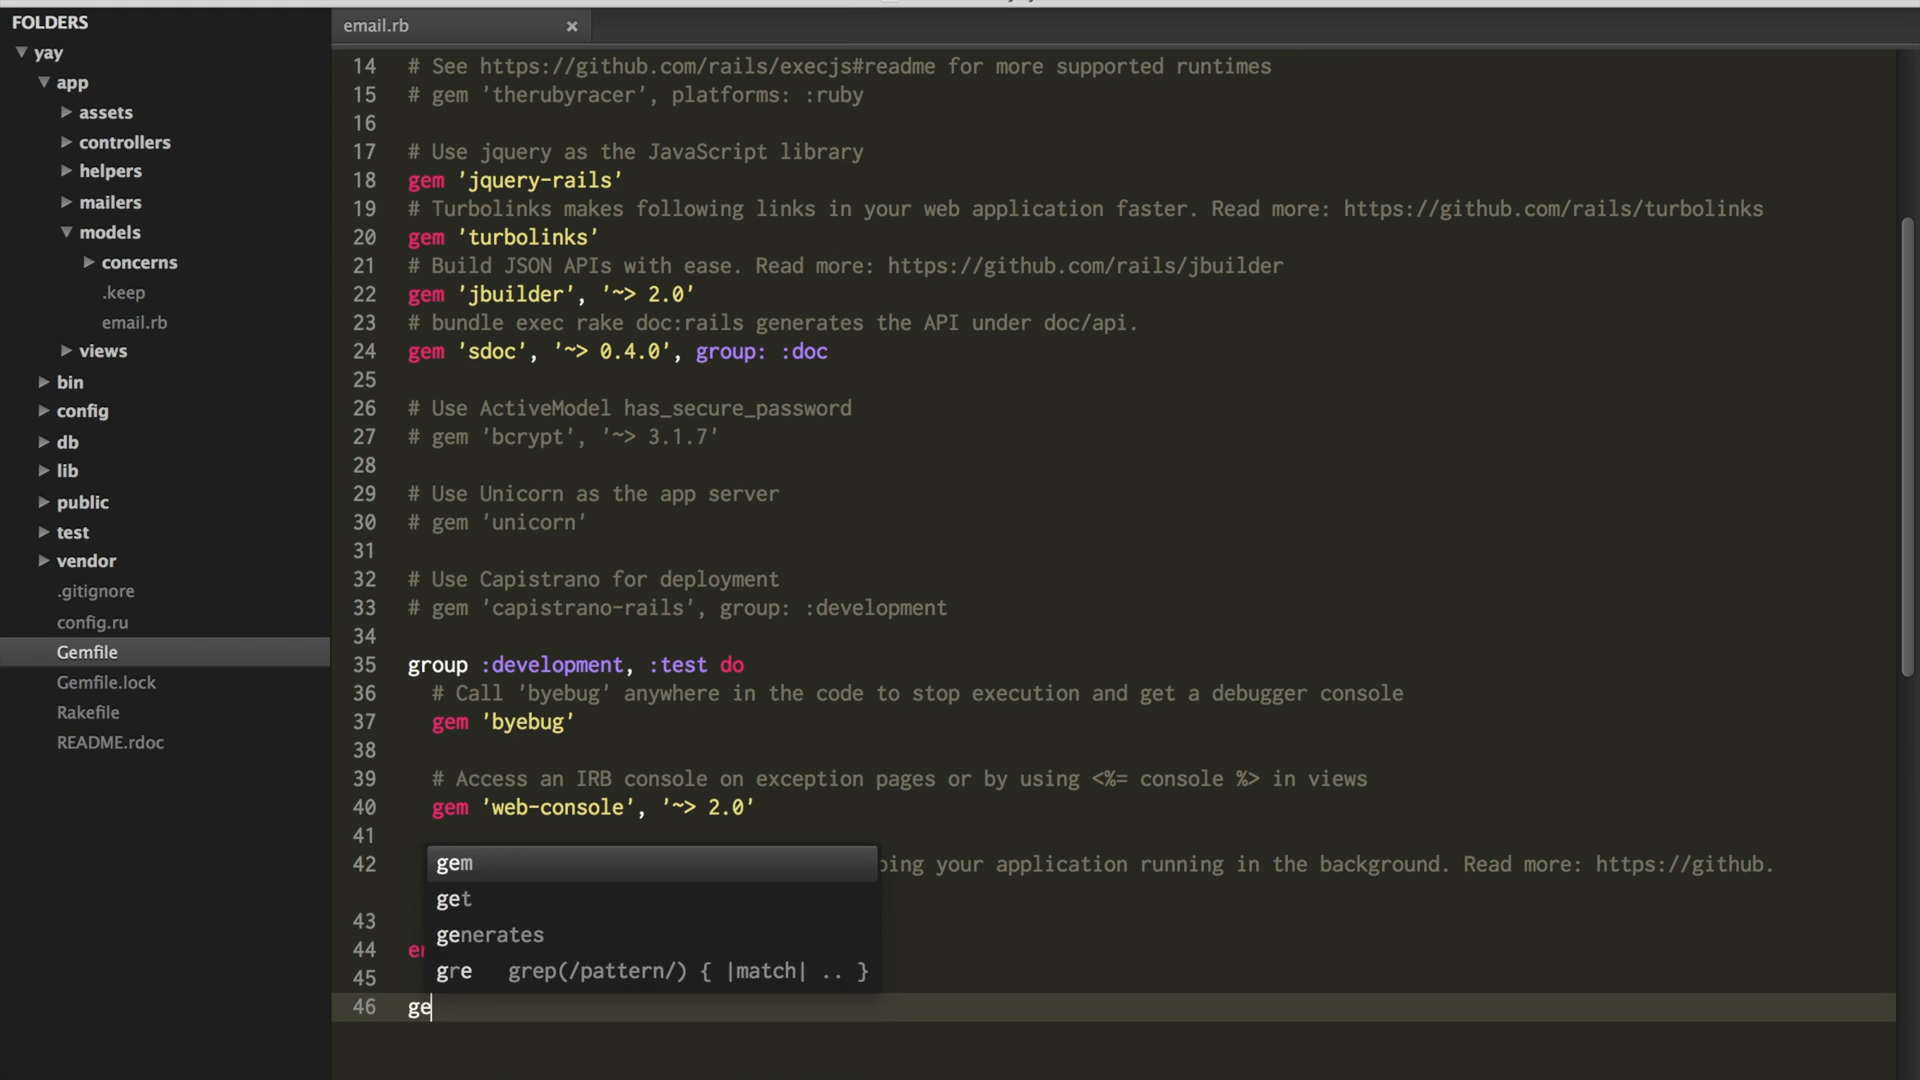 FOLDERS
yay
app
assets
controllers
helpers
mailers
models
concerns
.keep
email.rb
views
bin
config
db
lib
public
test
vendor
.gitignore
config.ru
Gemfile
Gemfile.lock
Rakefile
README.rdoc
email.rb ×
14 # See https://github.com/rails/execjs#readme for more supported runtimes
15 # gem 'therubyracer', platforms: :ruby
16
17 # Use jquery as the JavaScript library
18 gem 'jquery-rails'
19 # Turbolinks makes following links in your web application faster. Read more: https://github.com/rails/turbolinks
20 gem 'turbolinks'
21 # Build JSON APIs with ease. Read more: https://github.com/rails/jbuilder
22 gem 'jbuilder', '~> 2.0'
23 # bundle exec rake doc:rails generates the API under doc/api.
24 gem 'sdoc', '~> 0.4.0', group: :doc
25
26 # Use ActiveModel has_secure_password
27 # gem 'bcrypt', '~> 3.1.7'
28
29 # Use Unicorn as the app server
30 # gem 'unicorn'
31
32 # Use Capistrano for deployment
33 # gem 'capistrano-rails', group: :development
34
35 group :development, :test do
36 # Call 'byebug' anywhere in the code to stop execution and get a debugger console
37 gem 'byebug'
38
39 # Access an IRB console on exception pages or by using <%= console %> in views
40 gem 'web-console', '~> 2.0'
41
42 your application running in the background. Read more: https://github.
43
44
45
46 ge
gem
get
generates
gre grep(/pattern/) { |match| .. }